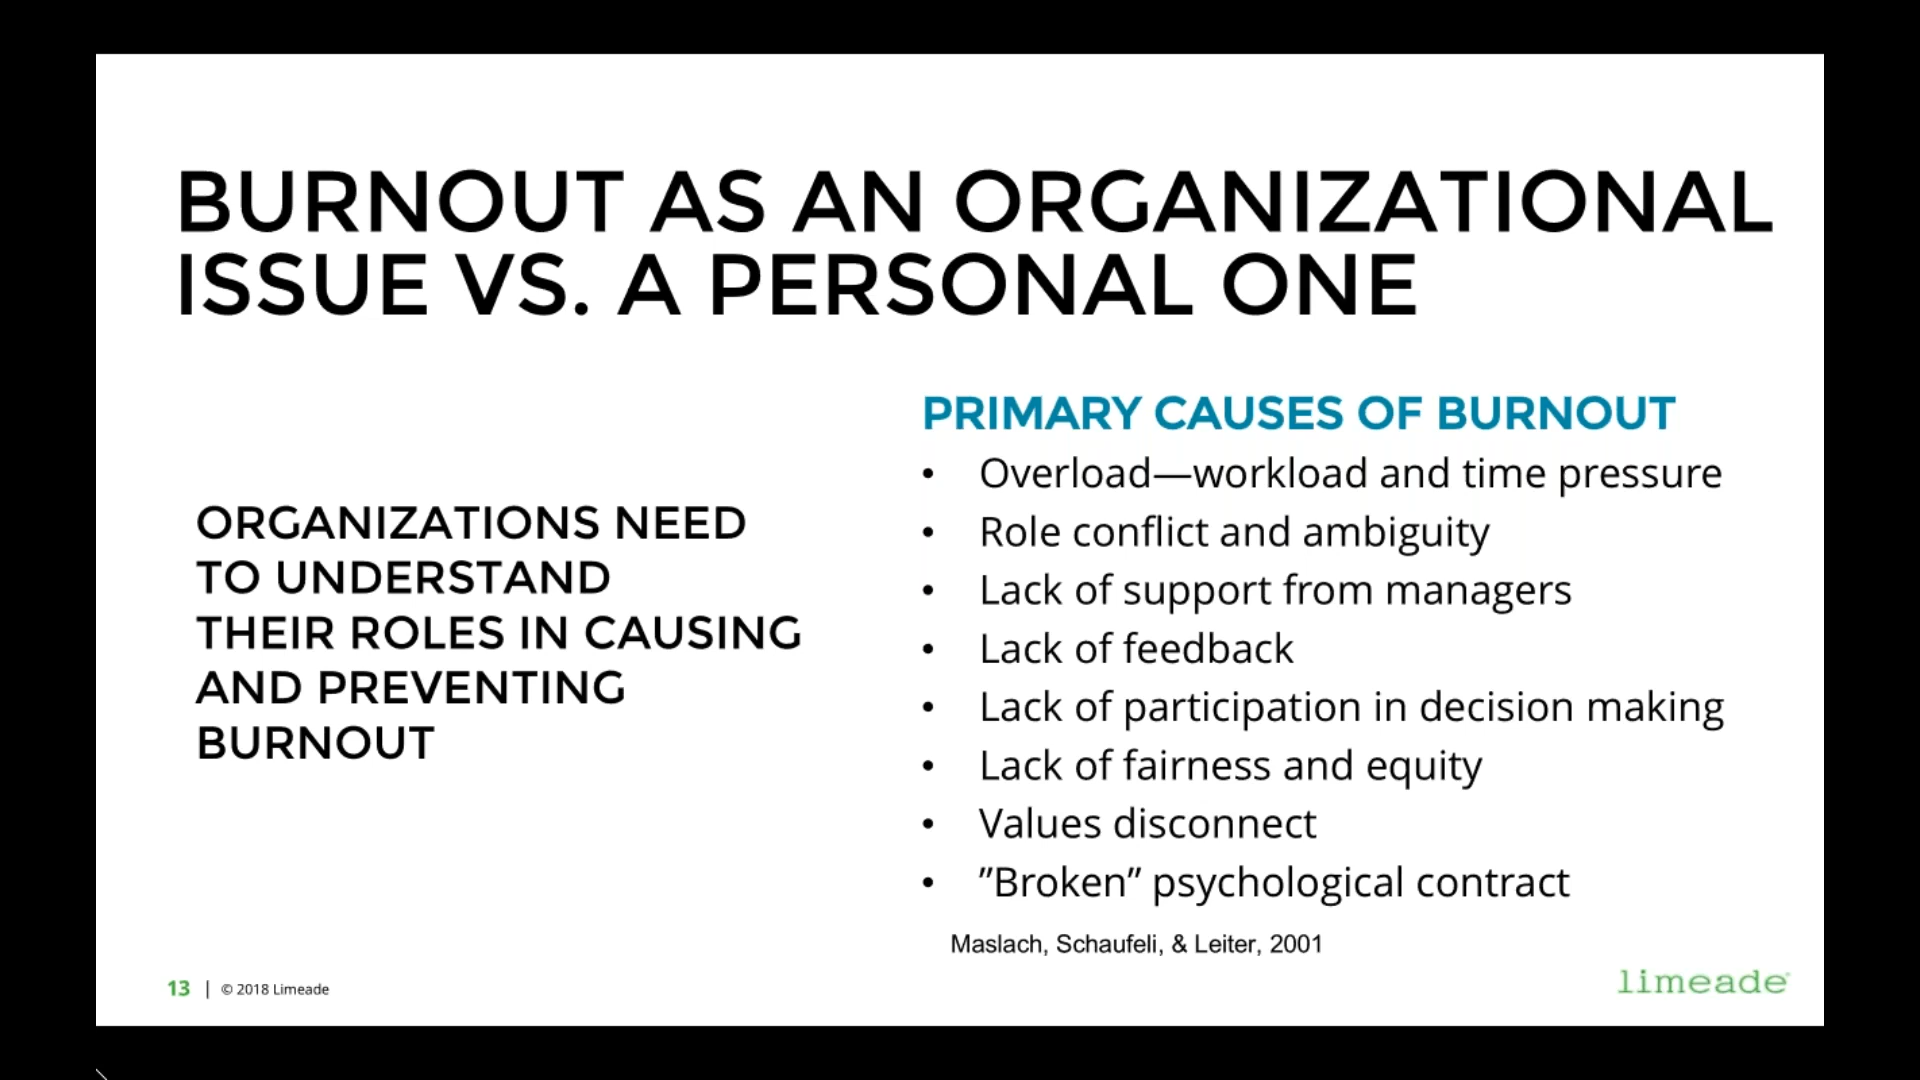 BURNOUT AS AN ORGANIZATIONAL
ISSUE VS. A PERSONAL ONE
ORGANIZATIONS NEED
TO UNDERSTAND
THEIR ROLES IN CAUSING
AND PREVENTING
BURNOUT
PRIMARY CAUSES OF BURNOUT
• Overload—workload and time pressure
• Role conflict and ambiguity
• Lack of support from managers
• Lack of feedback
• Lack of participation in decision making
• Lack of fairness and equity
• Values disconnect
• ”Broken” psychological contract
Maslach, Schaufeli, & Leiter, 2001
13 | © 2018 Limeade
limeade